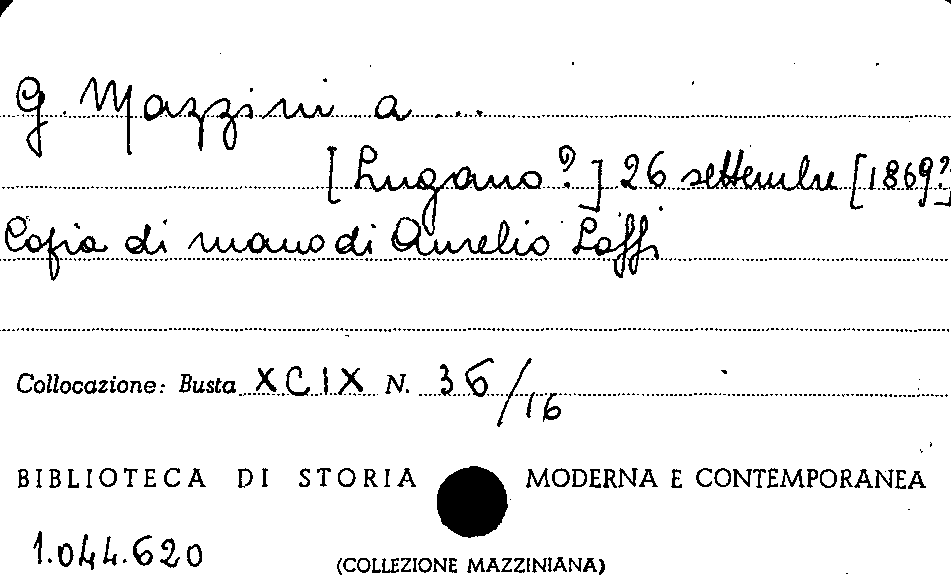 G. Mazzini a ...
[Lugano?] 26 settembre [1869?]
Copia di mano di Aurelio Saffi
Collocazione: Busta XCIX N. 36/16
BIBLIOTECA DI STORIA MODERNA E CONTEMPORANEA
1.044.620
(COLLEZIONE MAZZINIANA)